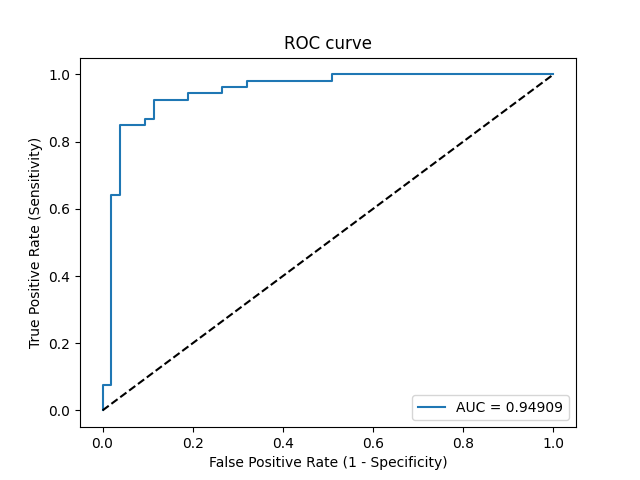 ROC curve
True Positive Rate (Sensitivity)
1.0
0.8
0.6
0.4
0.2
0.0
AUC = 0.94909
0.0 0.2 0.4 0.6 0.8 1.0
False Positive Rate (1 - Specificity)